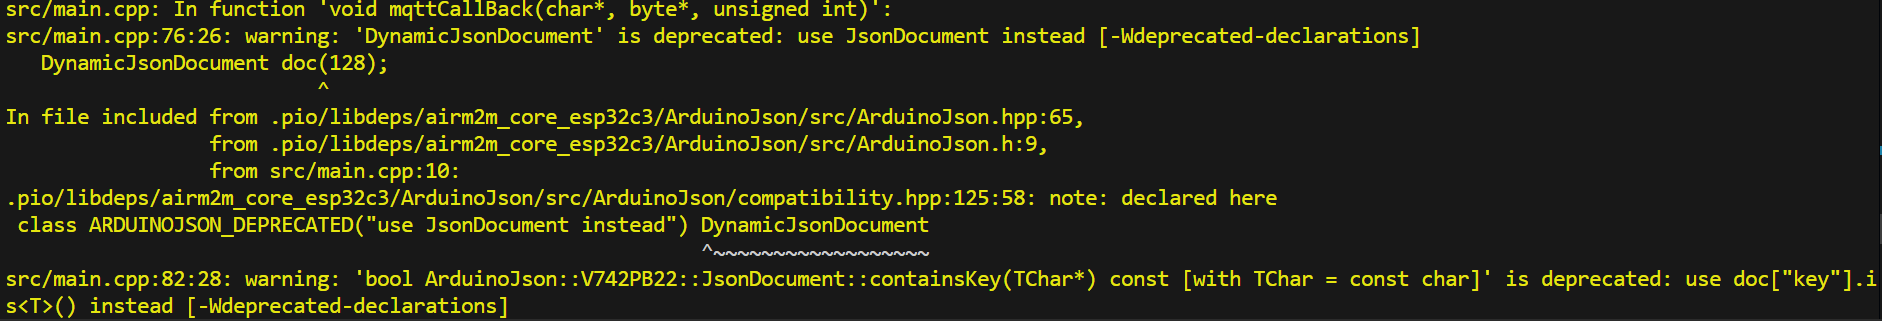 src/main.cpp: In function 'void mqttCallBack(char*, byte*, unsigned int)':
src/main.cpp:76:26: warning: 'DynamicJsonDocument' is deprecated: use JsonDocument instead [-Wdeprecated-declarations]
   DynamicJsonDocument doc(128);
                          ^
In file included from .pio/libdeps/airm2m_core_esp32c3/ArduinoJson/src/ArduinoJson.hpp:65,
                 from .pio/libdeps/airm2m_core_esp32c3/ArduinoJson/src/ArduinoJson.h:9,
                 from src/main.cpp:10:
.pio/libdeps/airm2m_core_esp32c3/ArduinoJson/src/ArduinoJson/compatibility.hpp:125:58: note: declared here
 class ARDUINOJSON_DEPRECATED("use JsonDocument instead") DynamicJsonDocument
                                                          ^~~~~~~~~~~~~~~~~~~
src/main.cpp:82:28: warning: 'bool ArduinoJson::V742PB22::JsonDocument::containsKey(TChar*) const [with TChar = const char]' is deprecated: use doc["key"].i
s<T>() instead [-Wdeprecated-declarations]